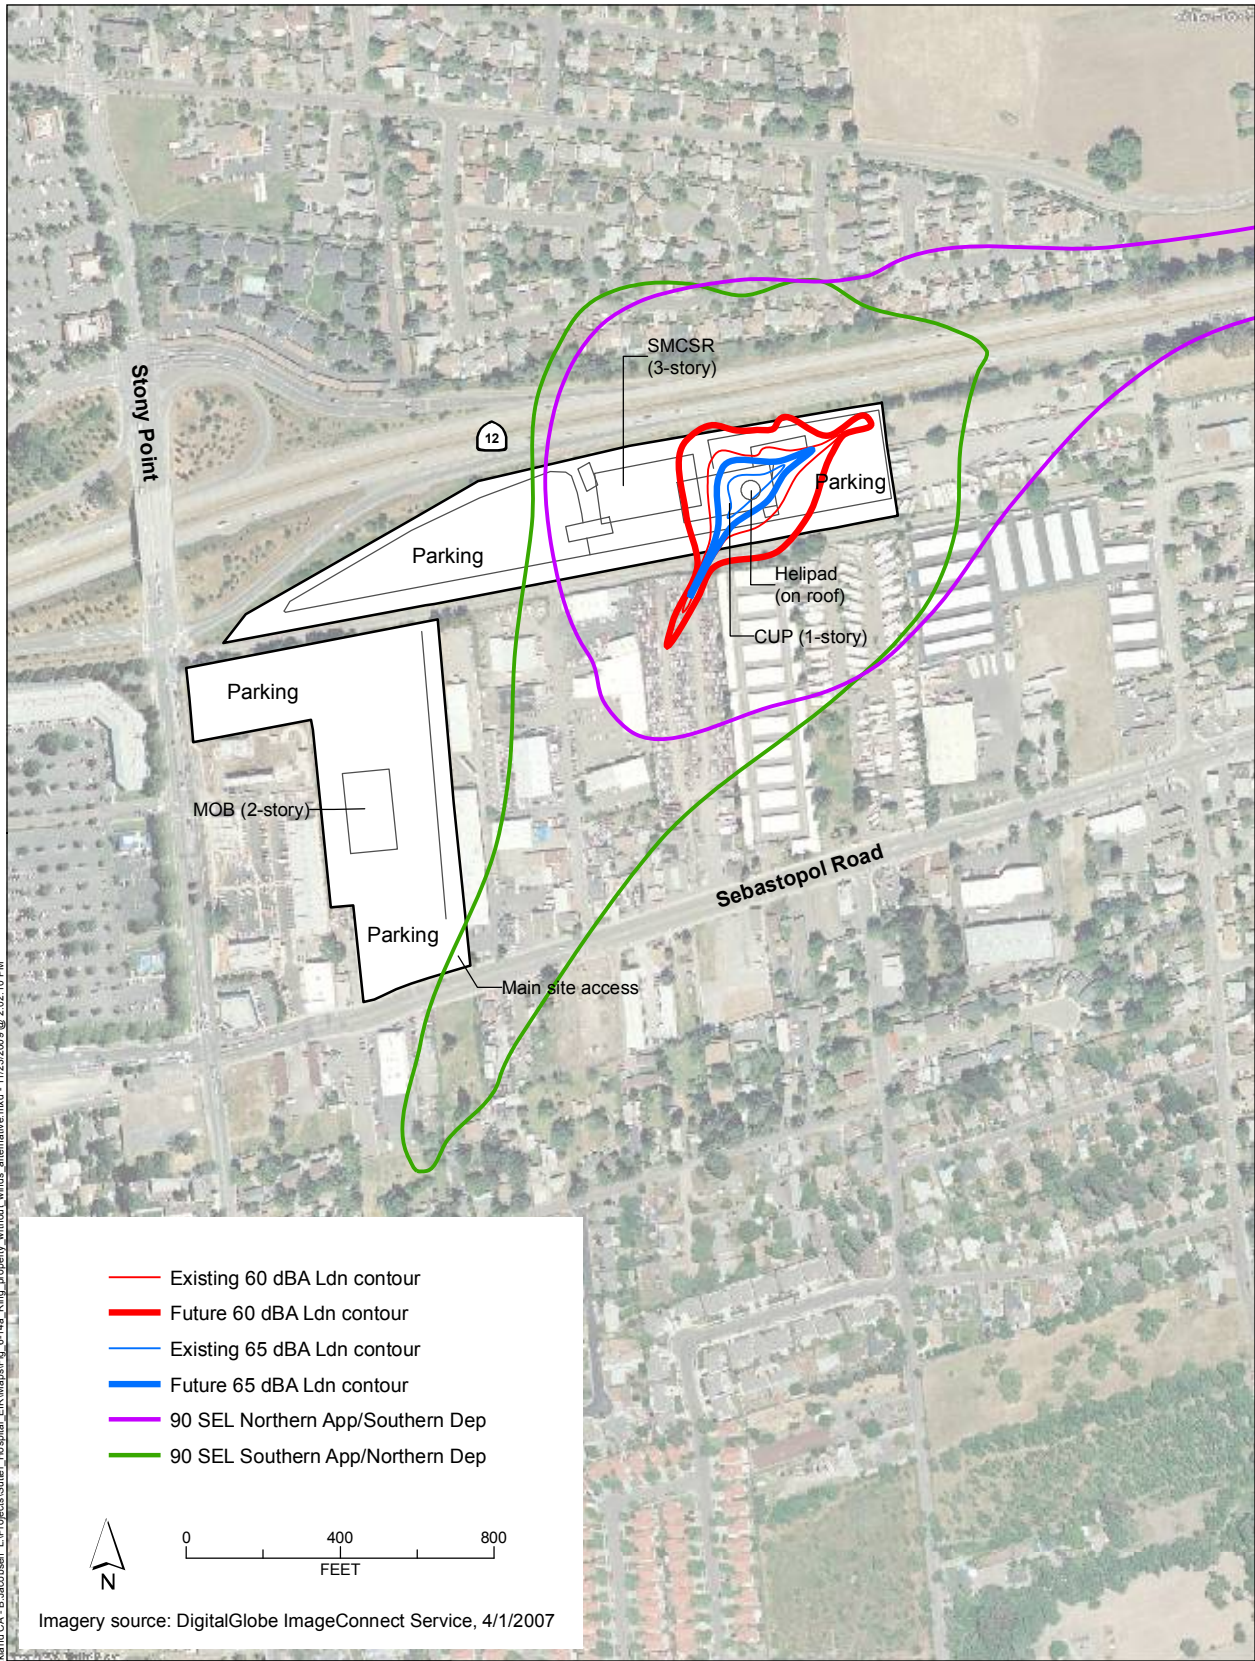 SMCSR
(3-story)
Stony Point
12
Parking
Parking
Helipad
(on roof)
CUP (1-story)
Parking
MOB (2-story)
Sebastopol Road
Parking
Main site access
Existing 60 dBA Ldn contour
Future 60 dBA Ldn contour
Existing 65 dBA Ldn contour
Future 65 dBA Ldn contour
90 SEL Northern App/Southern Dep
90 SEL Southern App/Northern Dep
0 400 800
FEET
N
Imagery source: DigitalGlobe ImageConnect Service, 4/1/2007